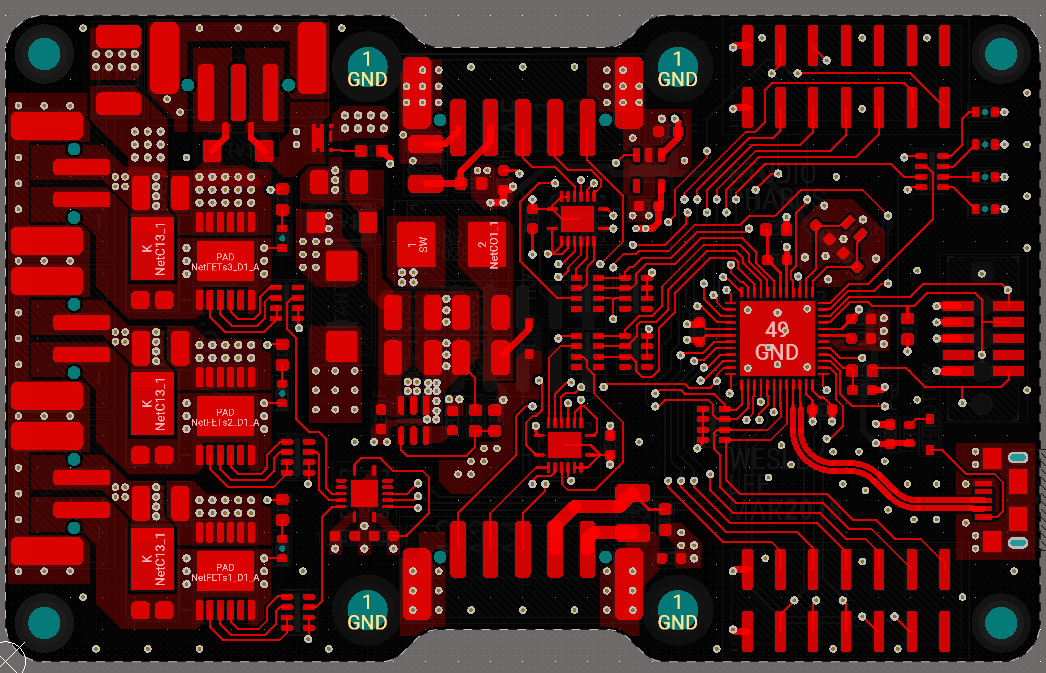 1
GND
1
GND
K
NetC13_1
PAD
NetFETs3_D1_A
1
SW
2
NetC01_1
49
GND
K
NetC13_1
PAD
NetFETs2_D1_A
K
NetC13_1
PAD
NetFETs1_D1_A
1
GND
1
GND